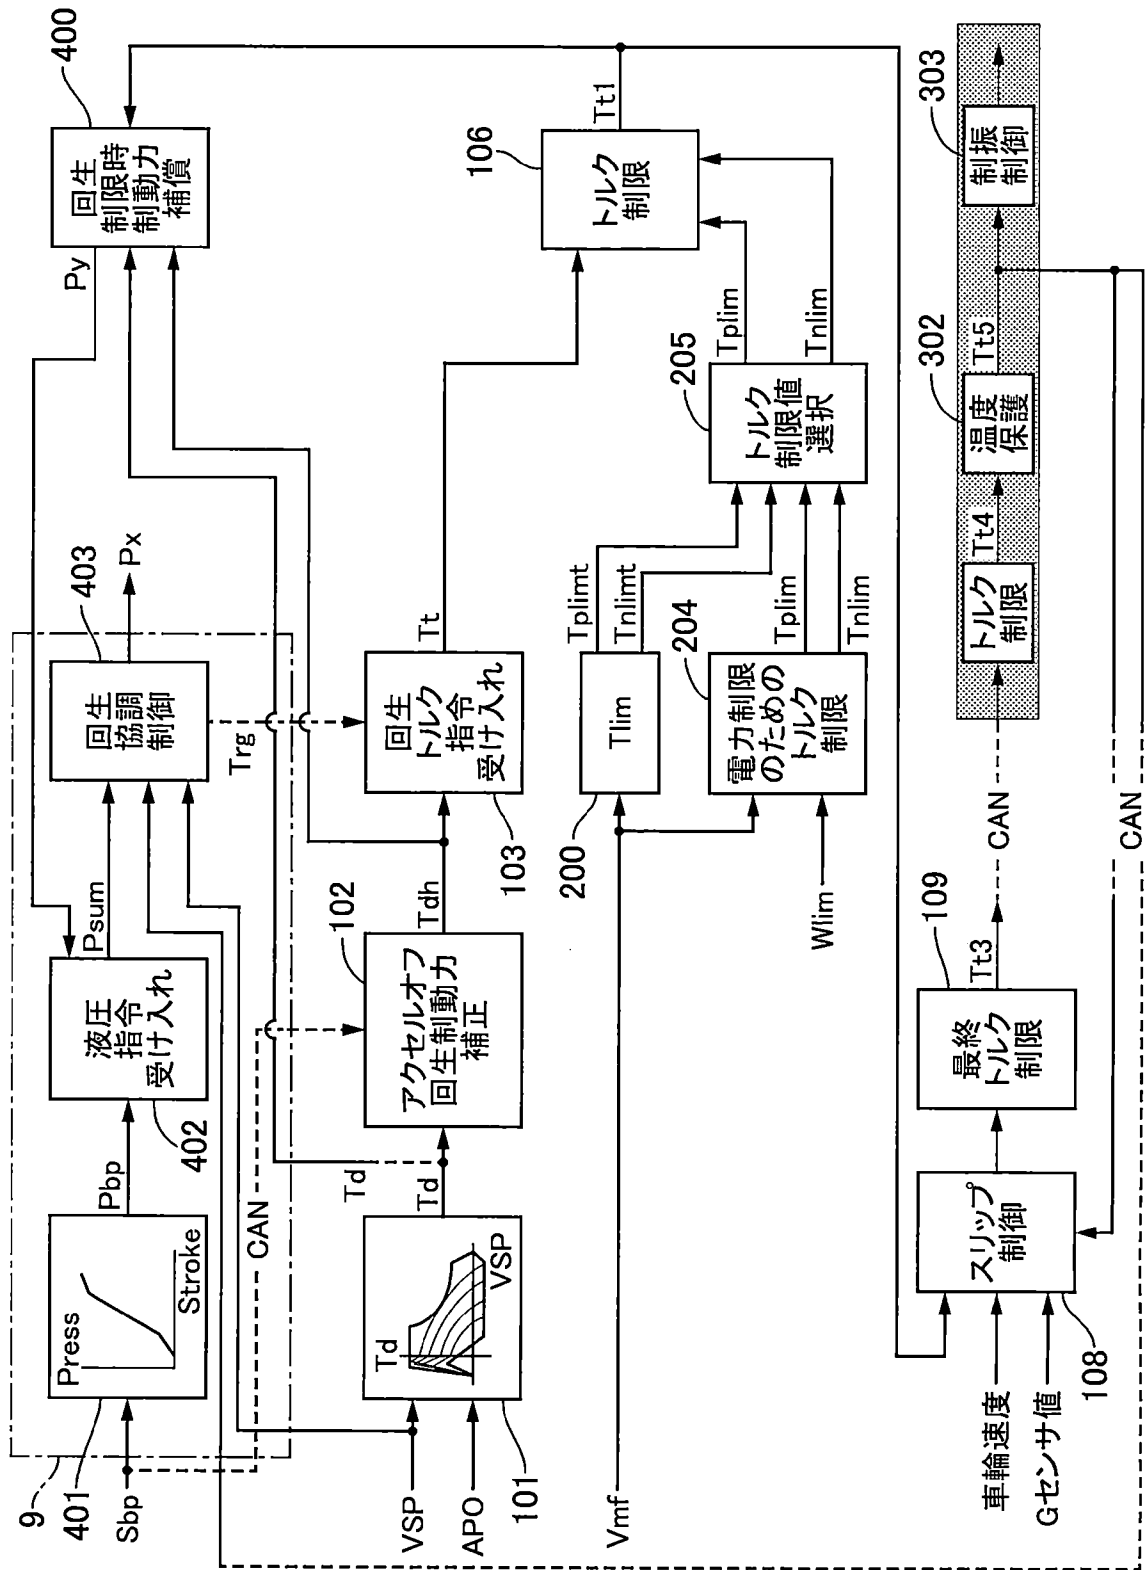 9
401
Sbp
Press
Stroke
Pbp
402
液圧
指令
受け入れ
Psum
403
回生
協調
制御
Px
Py
400
回生
制限時
制動力
補償
CAN
Trg
VSP
APO
101
Td
VSP
Td
Td
102
アクセルオフ
回生制動力
補正
Tdh
103
回生
トルク
指令
受け入れ
Tt
106
トルク
制限
Tt1
Vmf
200
Tlim
Tplimt
Tnlimt
Wlim
204
電力制限
のための
トルク
制限
Tplim
Tnlim
205
トルク
制限値
選択
Tplim
Tnlim
車輪速度
Gセンサ値
108
スリップ
制御
109
最終
トルク
制限
Tt3
CAN
トルク
制限
Tt4
302
温度
保護
Tt5
303
制振
制御
CAN